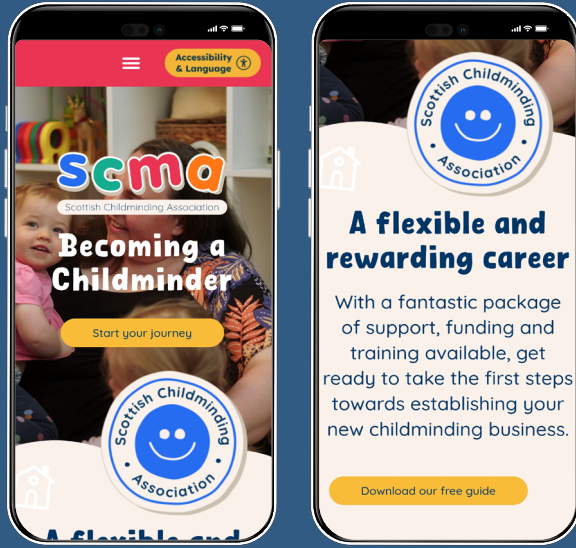 Accessibility
& Language
scma
Scottish Childminding Association
Becoming a
Childminder
Start your journey
Scottish Childminding
Association
A flexible and
Scottish Childminding
Association
A flexible and
rewarding career
With a fantastic package
of support, funding and
training available, get
ready to take the first steps
towards establishing your
new childminding business.
Download our free guide